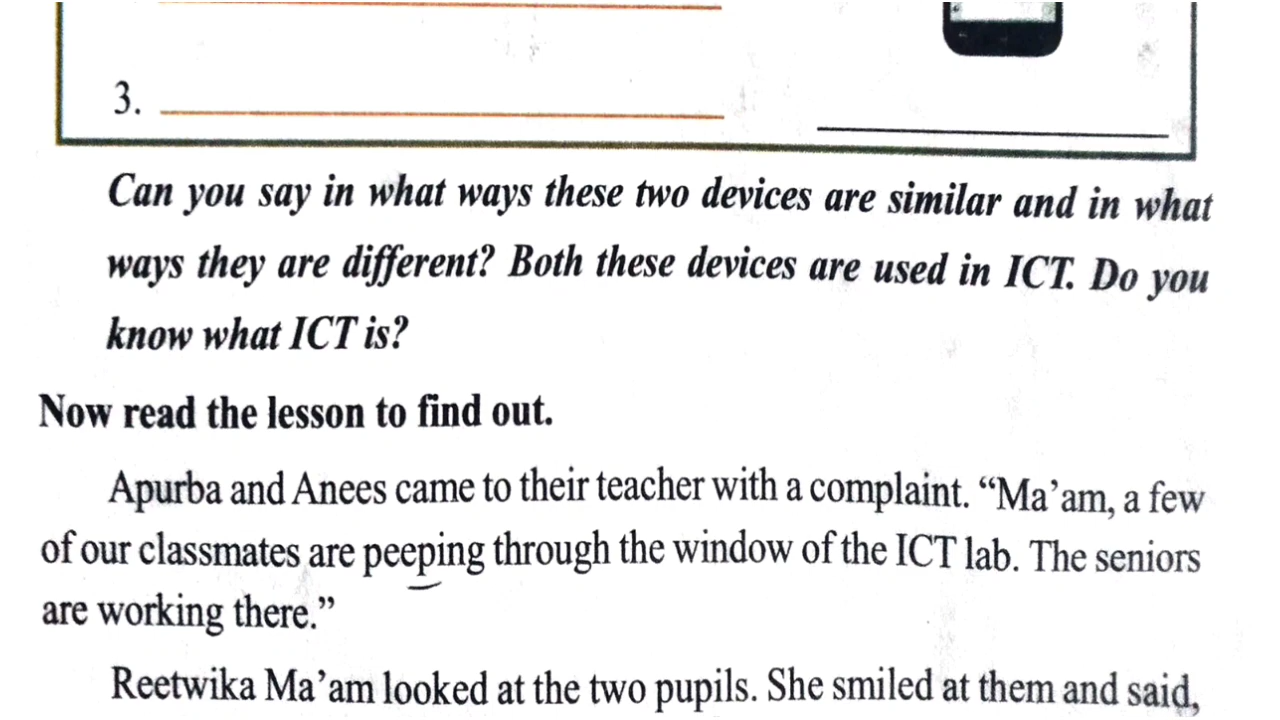 3.
Can you say in what ways these two devices are similar and in what
ways they are different? Both these devices are used in ICT. Do you
know what ICT is?
Now read the lesson to find out.
Apurba and Anees came to their teacher with a complaint. “Ma’am, a few
of our classmates are peeping through the window of the ICT lab. The seniors
are working there.”
Reetwika Ma’am looked at the two pupils. She smiled at them and said,